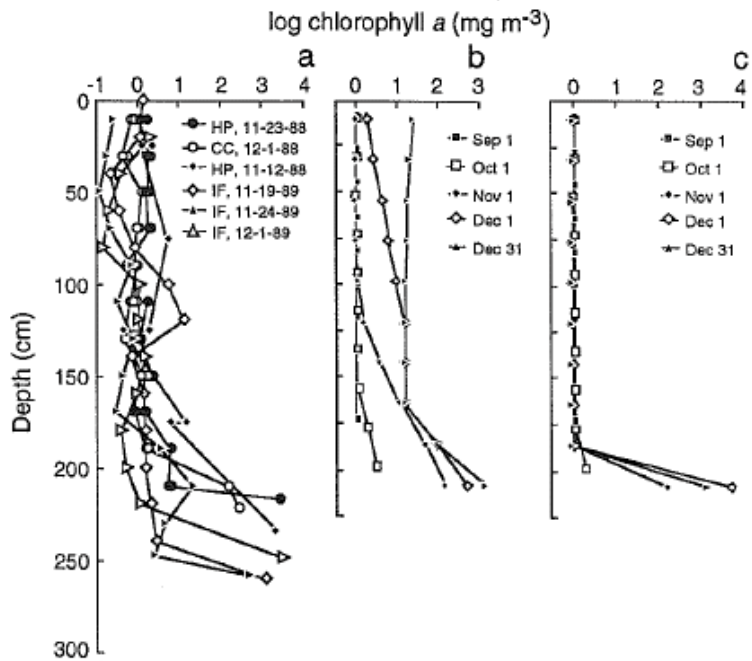 log chlorophyll a (mg m-3)
a
b
c
-1 0 1 2 3 4
0 1 2 3
0 1 2 3 4
0
50
100
150
200
250
300
Depth (cm)
HP, 11-23-88
CC, 12-1-88
HP, 11-12-88
IF, 11-19-89
IF, 11-24-89
IF, 12-1-89
Sep 1
Oct 1
Nov 1
Dec 1
Dec 31
Sep 1
Oct 1
Nov 1
Dec 1
Dec 31